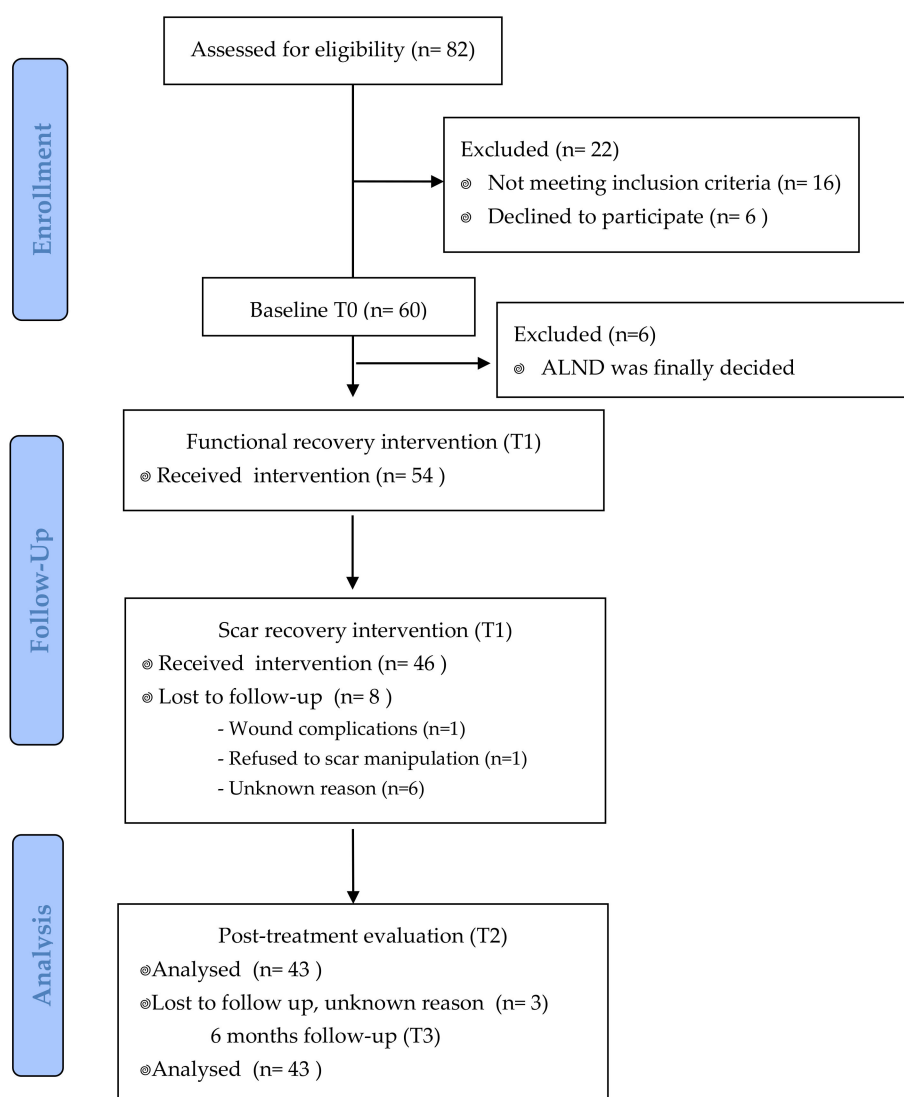 Assessed for eligibility (n= 82)
Enrollment
Excluded (n= 22)
Not meeting inclusion criteria (n= 16)
Declined to participate (n= 6 )
Baseline T0 (n= 60)
Excluded (n=6)
ALND was finally decided
Follow-Up
Functional recovery intervention (T1)
Received intervention (n= 54 )
Scar recovery intervention (T1)
Received intervention (n= 46 )
Lost to follow-up (n= 8 )
- Wound complications (n=1)
- Refused to scar manipulation (n=1)
- Unknown reason (n=6)
Analysis
Post-treatment evaluation (T2)
Analysed (n= 43 )
Lost to follow up, unknown reason (n= 3)
6 months follow-up (T3)
Analysed (n= 43 )